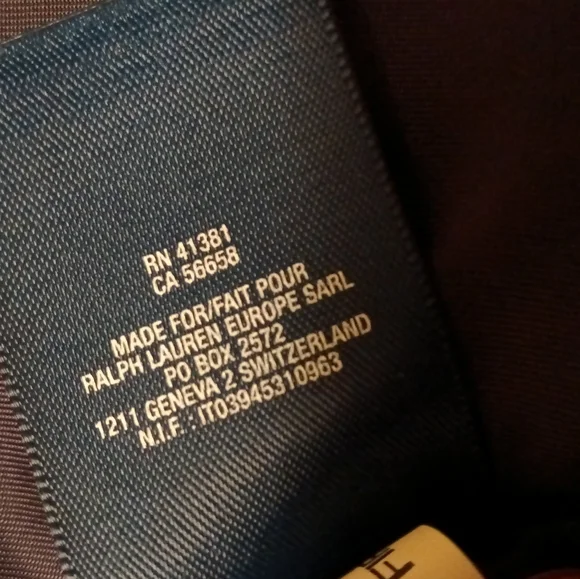 RN 41381
CA 56658
MADE FOR/FAIT POUR
RALPH LAUREN EUROPE SARL
PO BOX 2572
1211 GENEVA 2 SWITZERLAND
N.I.F. : IT03945310963